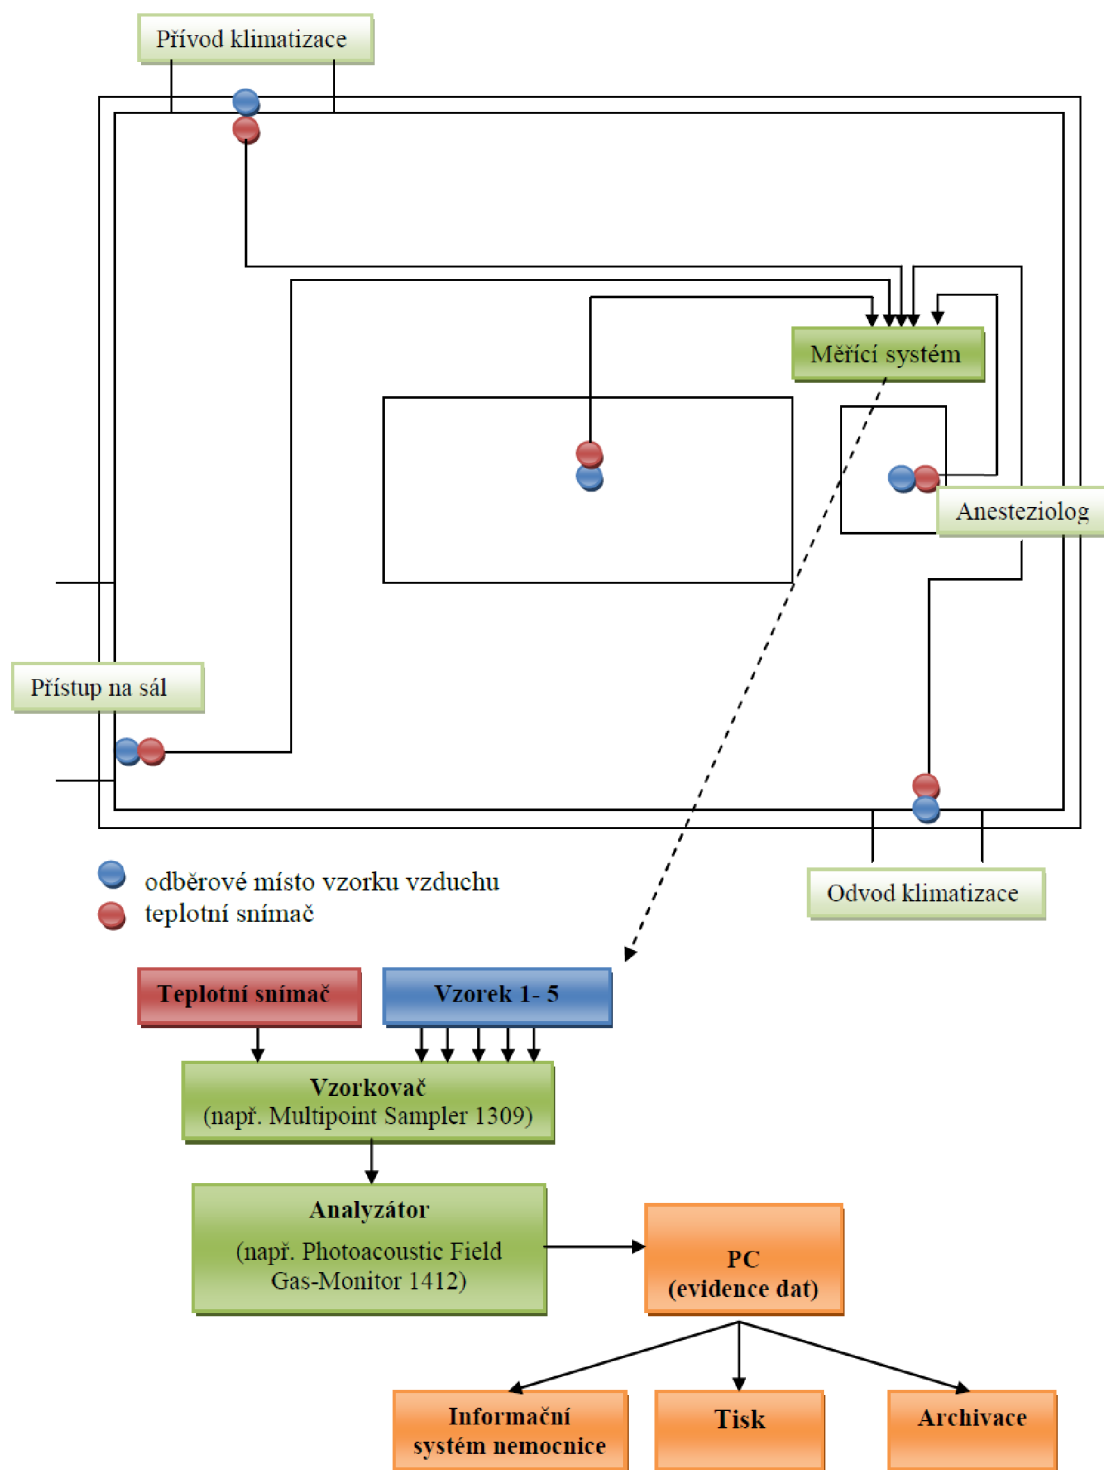 Přívod klimatizace
Měřící systém
Anesteziolog
Přístup na sál
odběrové místo vzorku vzduchu
teplotní snímač
Odvod klimatizace
Teplotní snímač
Vzorek 1- 5
Vzorkovač
(např. Multipoint Sampler 1309)
Analyzátor
(např. Photoacoustic Field
Gas-Monitor 1412)
PC
(evidence dat)
Informační
systém nemocnice
Tisk
Archivace